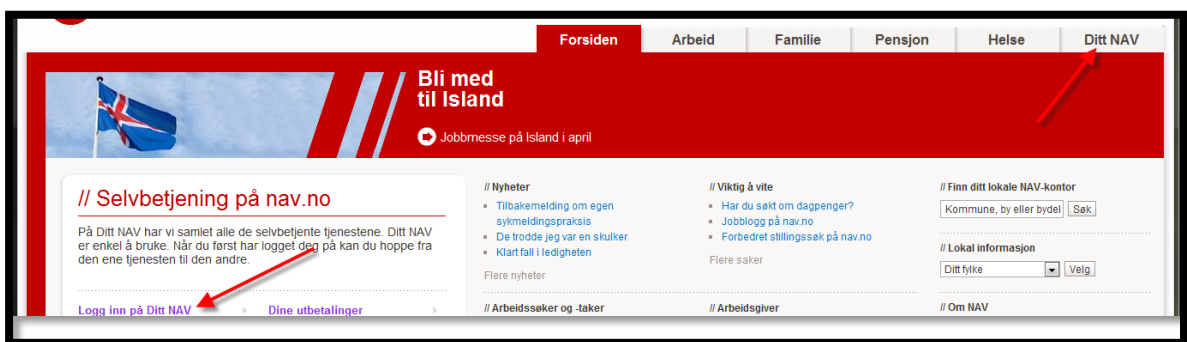 Forsiden
Arbeid
Familie
Pensjon
Helse
Ditt NAV
Bli med
til Island
Jobbmesse på Island i april
// Selvbetjening på nav.no
På Ditt NAV har vi samlet alle de selvbetjente tjenestene. Ditt NAV
er enkel å bruke. Når du først har logget deg på kan du hoppe fra
den ene tjenesten til den andre.
Logg inn på Ditt NAV
Dine utbetalinger
// Nyheter
Tilbakemelding om egen
sykmeldingspraksis
De trodde jeg var en skulker
Klart fall i ledigheten
Flere nyheter
// Arbeidssøker og -taker
// Viktig å vite
Har du søkt om dagpenger?
Jobblogg på nav.no
Forbedret stillingssøk på nav.no
Flere saker
// Arbeidsgiver
// Finn ditt lokale NAV-kontor
Kommune, by eller bydel
Søk
// Lokal informasjon
Ditt fylke
Velg
// Om NAV